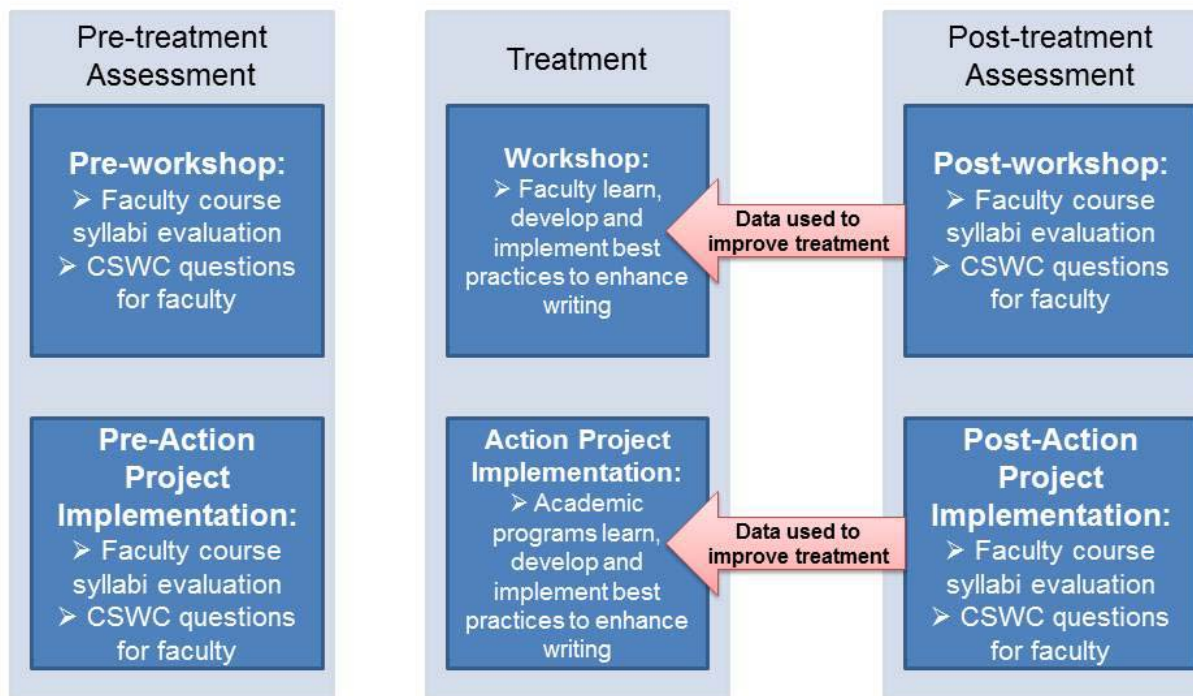 Pre-treatment
Assessment
Pre-workshop:
➢ Faculty course
syllabi evaluation
➢ CSWC questions
for faculty
Pre-Action
Project
Implementation:
➢ Faculty course
syllabi evaluation
➢ CSWC questions
for faculty
Treatment
Workshop:
➢ Faculty learn,
develop and
implement best
practices to enhance
writing
Action Project
Implementation:
➢ Academic
programs learn,
develop and
implement best
practices to enhance
writing
Data used to
improve treatment
Data used to
improve treatment
Post-treatment
Assessment
Post-workshop:
➢ Faculty course
syllabi evaluation
➢ CSWC questions
for faculty
Post-Action
Project
Implementation:
➢ Faculty course
syllabi evaluation
➢ CSWC questions
for faculty